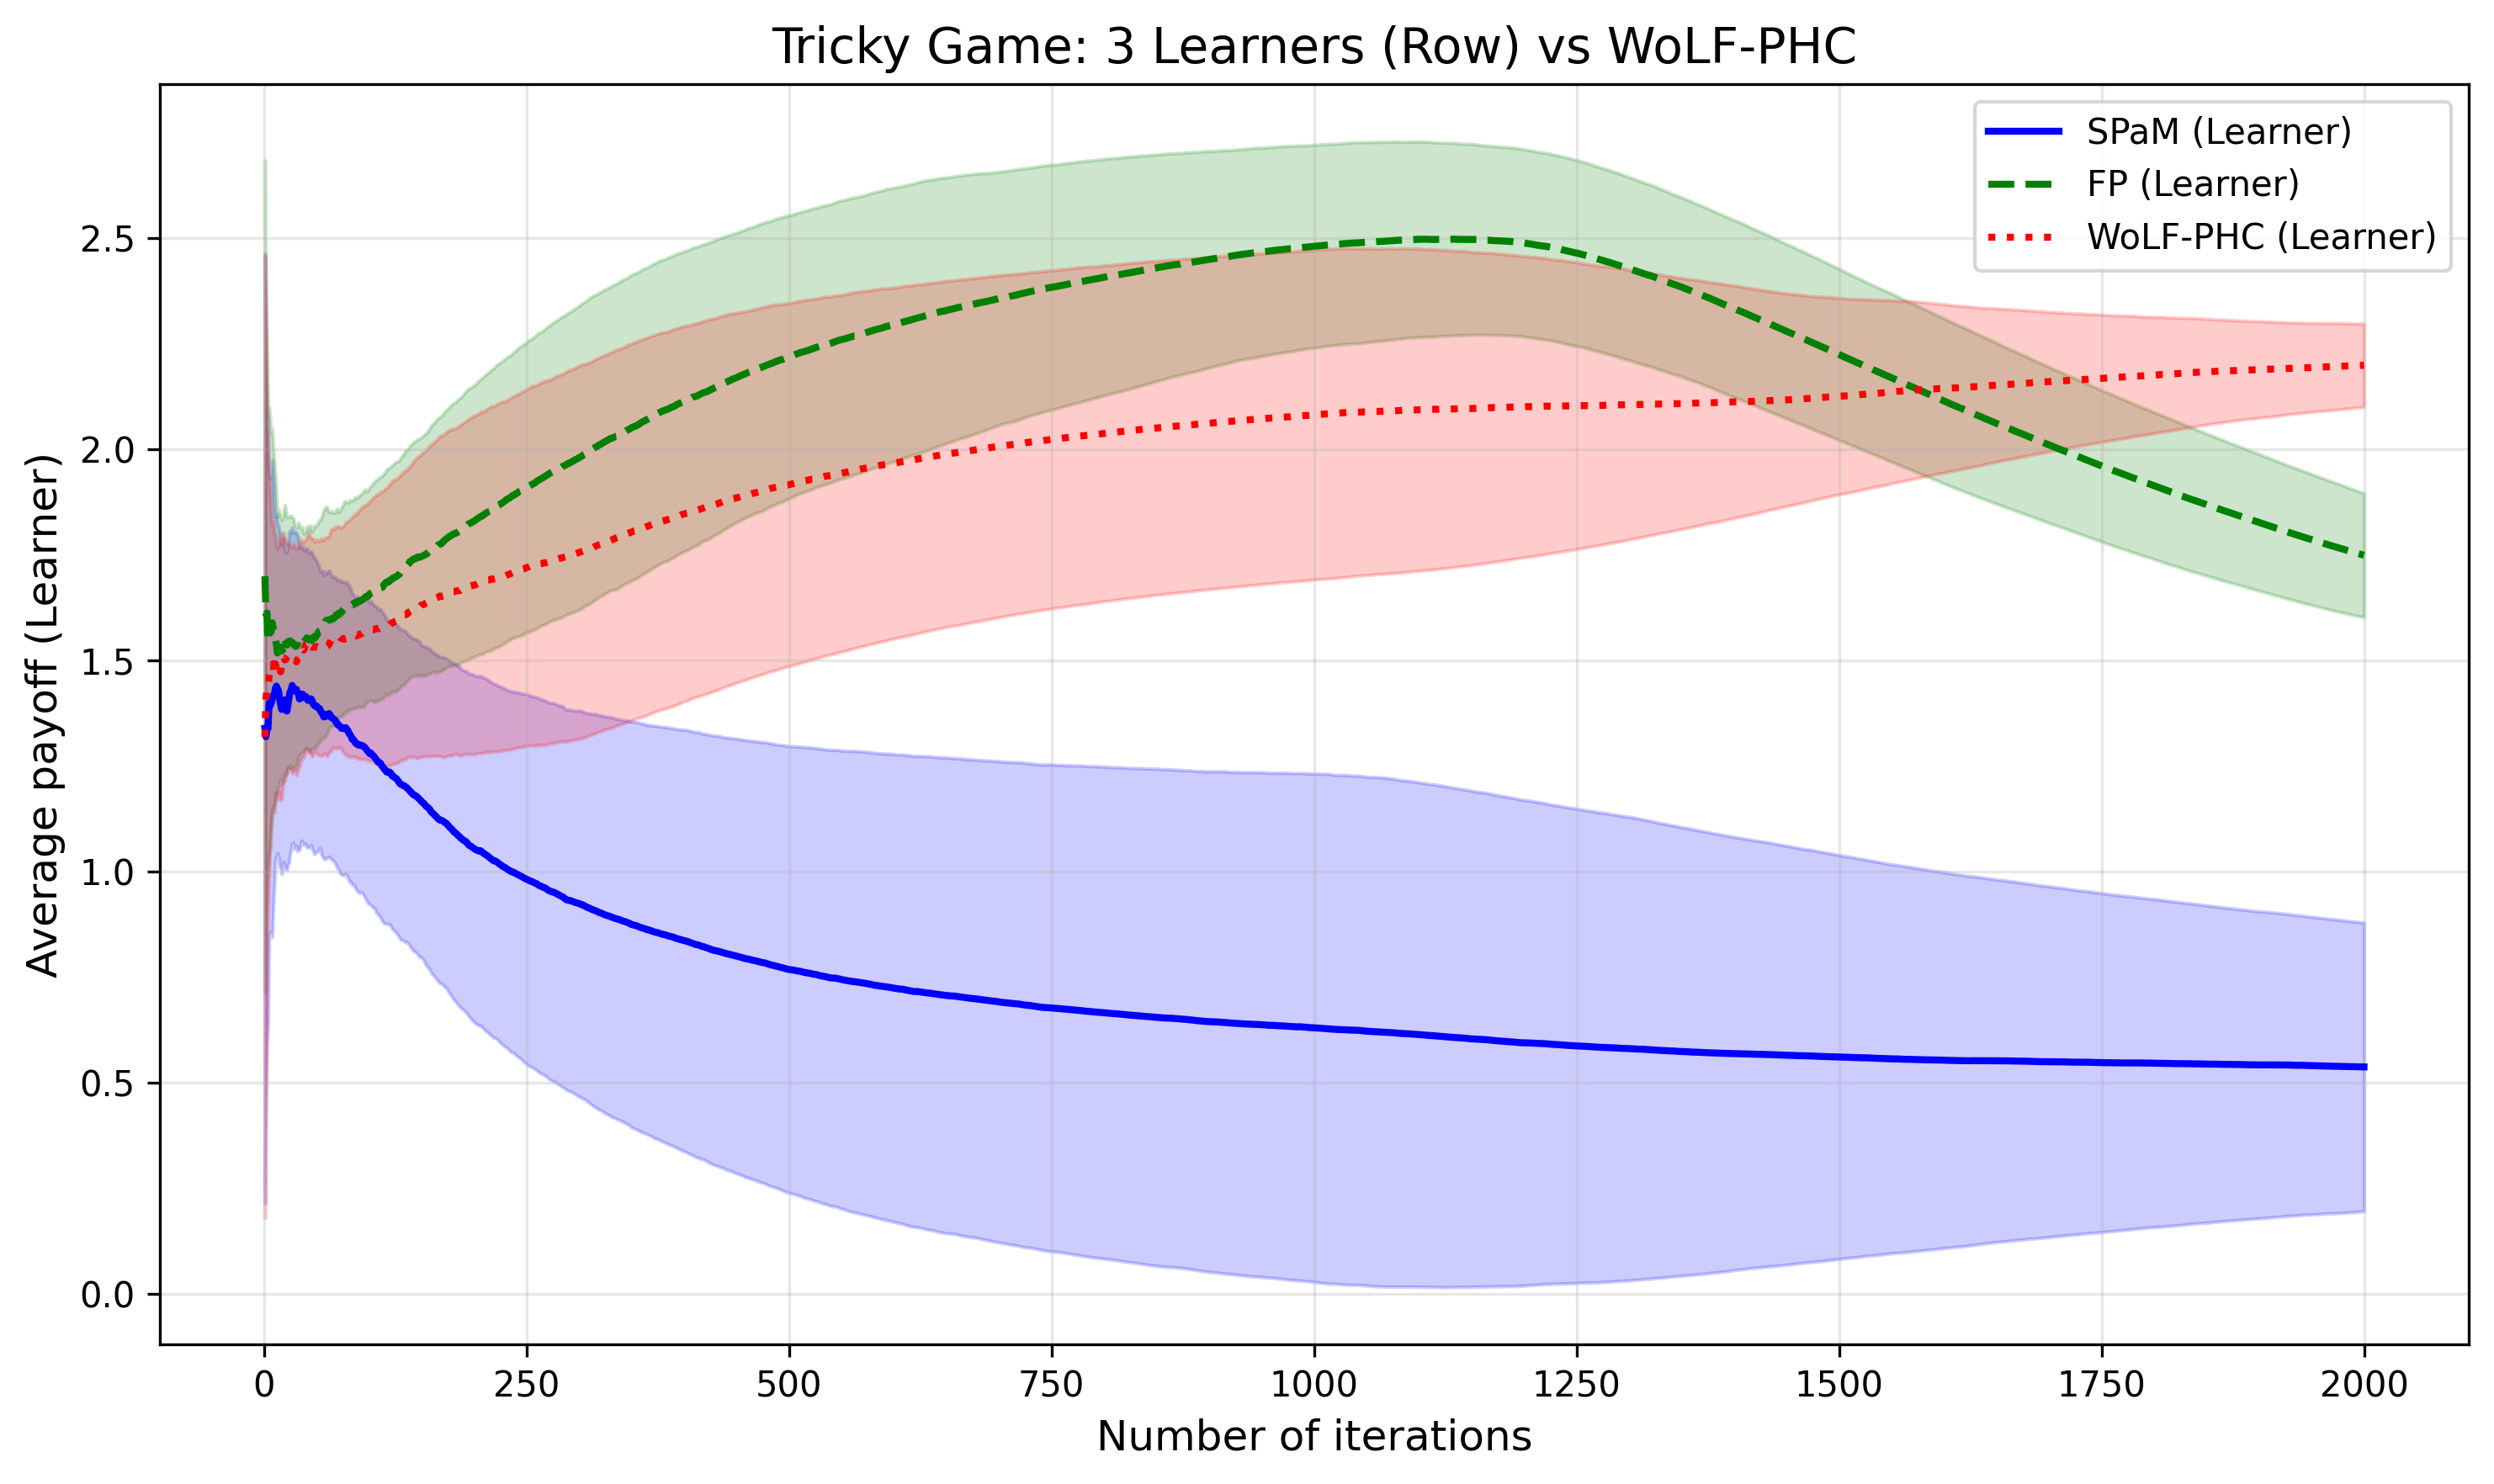 Tricky Game: 3 Learners (Row) vs WoLF-PHC
SPaM (Learner)
FP (Learner)
WoLF-PHC (Learner)
Average payoff (Learner)
2.5
2.0
1.5
1.0
0.5
0.0
0 250 500 750 1000 1250 1500 1750 2000
Number of iterations